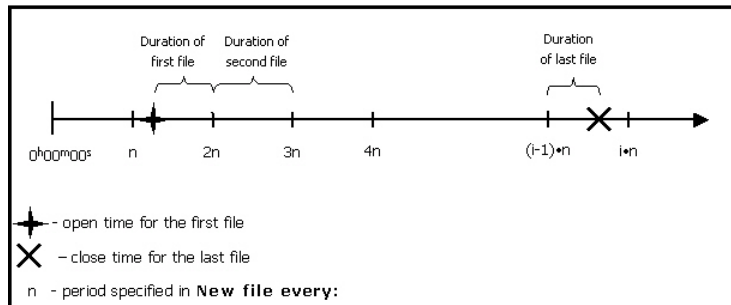 Duration of first file
Duration of second file
Duration of last file
0h00m00s
n
2n
3n
4n
(i-1)•n
i•n
- open time for the first file
– close time for the last file
n - period specified in New file every: